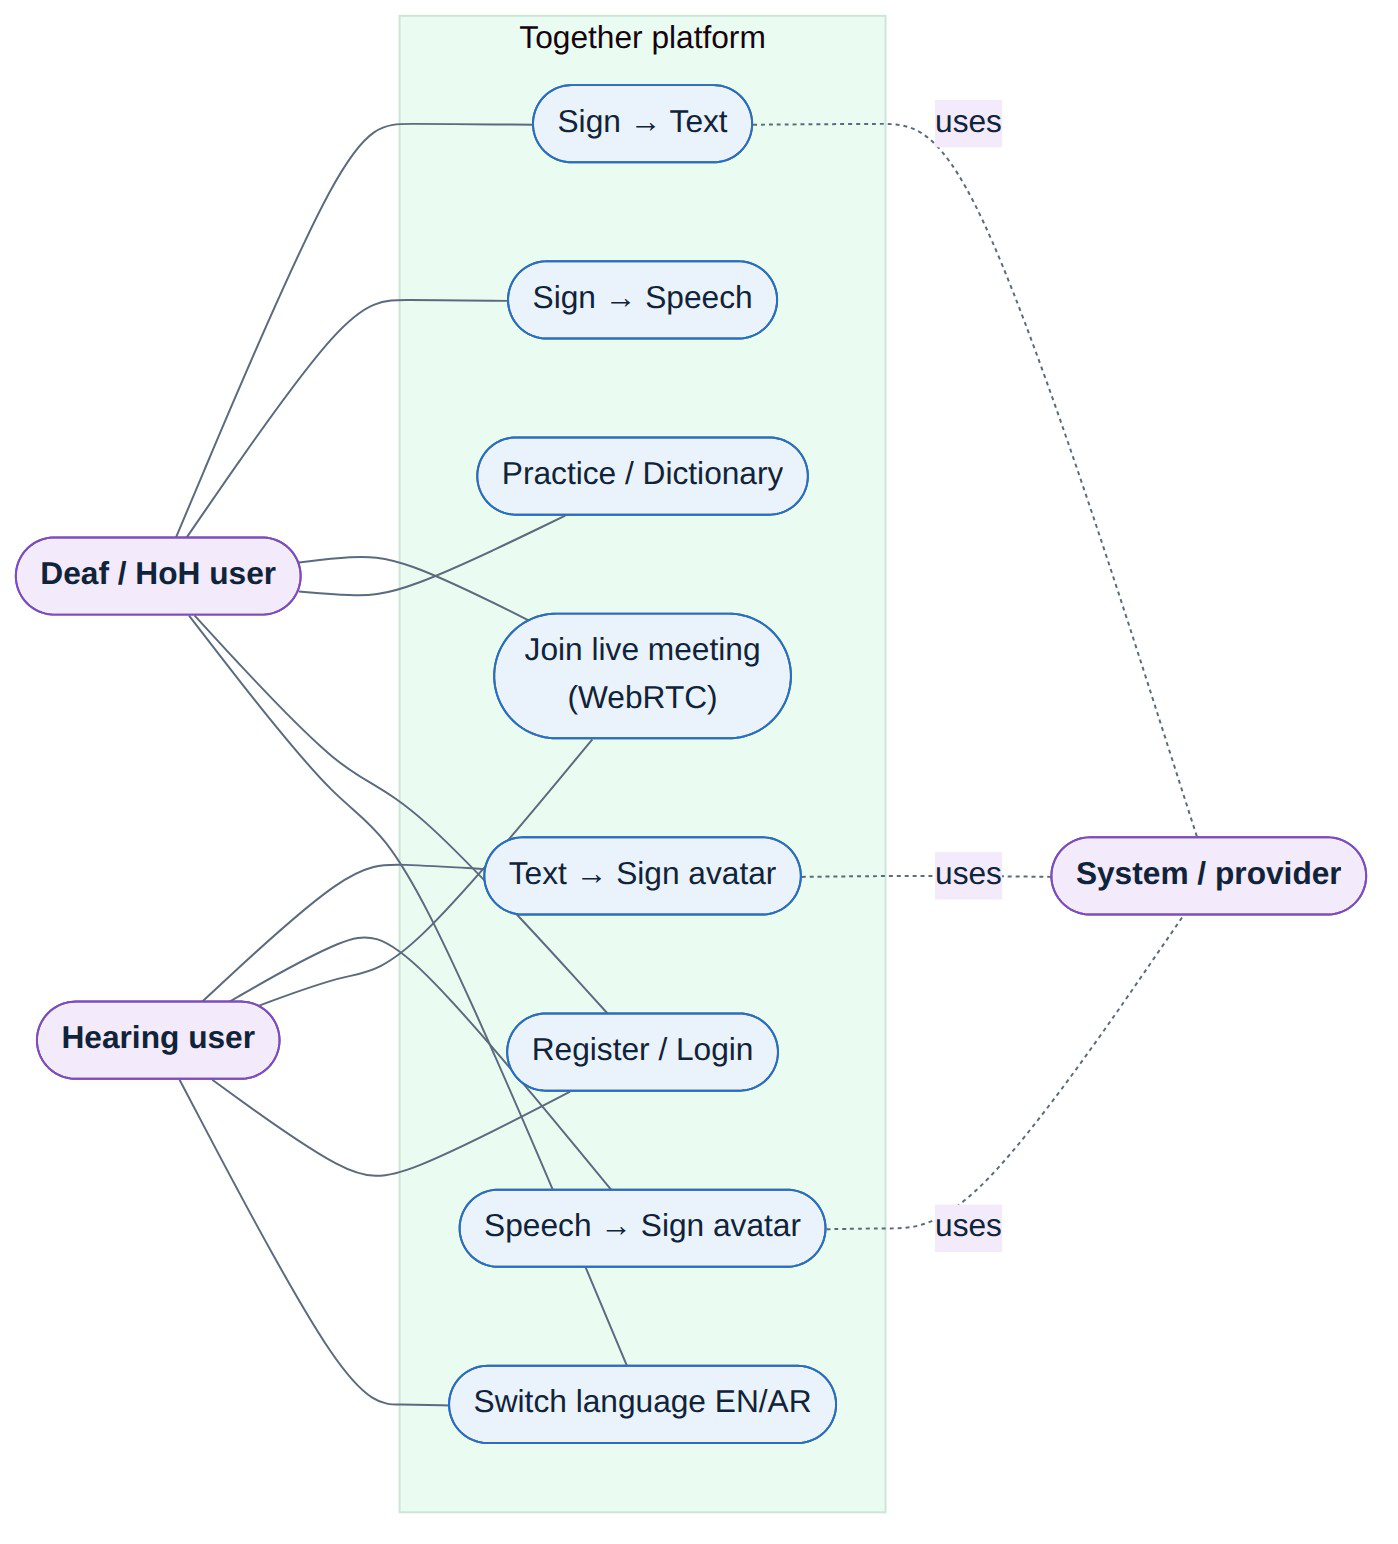 Together platform
Sign → Text
uses
Sign → Speech
Practice / Dictionary
Deaf / HoH user
Join live meeting
(WebRTC)
Text → Sign avatar
uses
System / provider
Hearing user
Register / Login
Speech → Sign avatar
uses
Switch language EN/AR